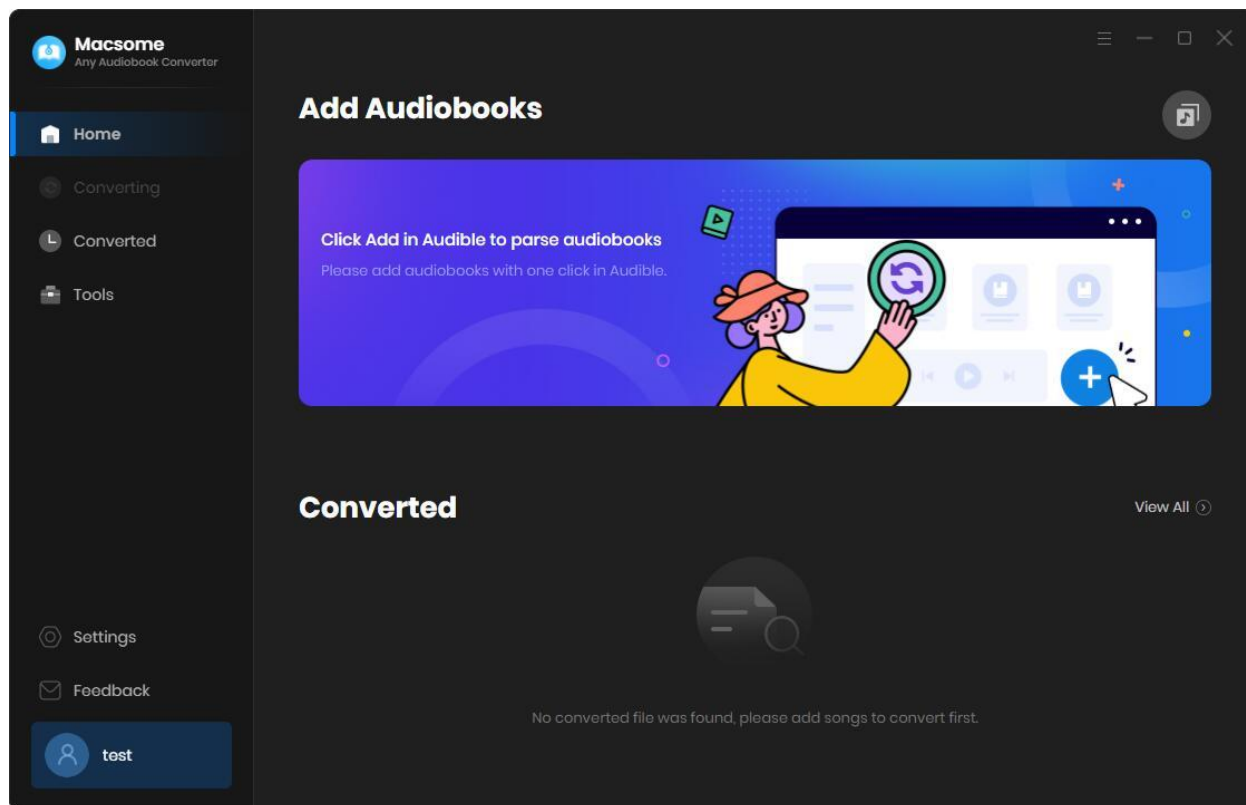 Macsome
Any Audiobook Converter
Home
Converting
Converted
Tools
Settings
Feedback
test
Add Audiobooks
Click Add in Audible to parse audiobooks
Please add audiobooks with one click in Audible.
Converted
View All
No converted file was found, please add songs to convert first.